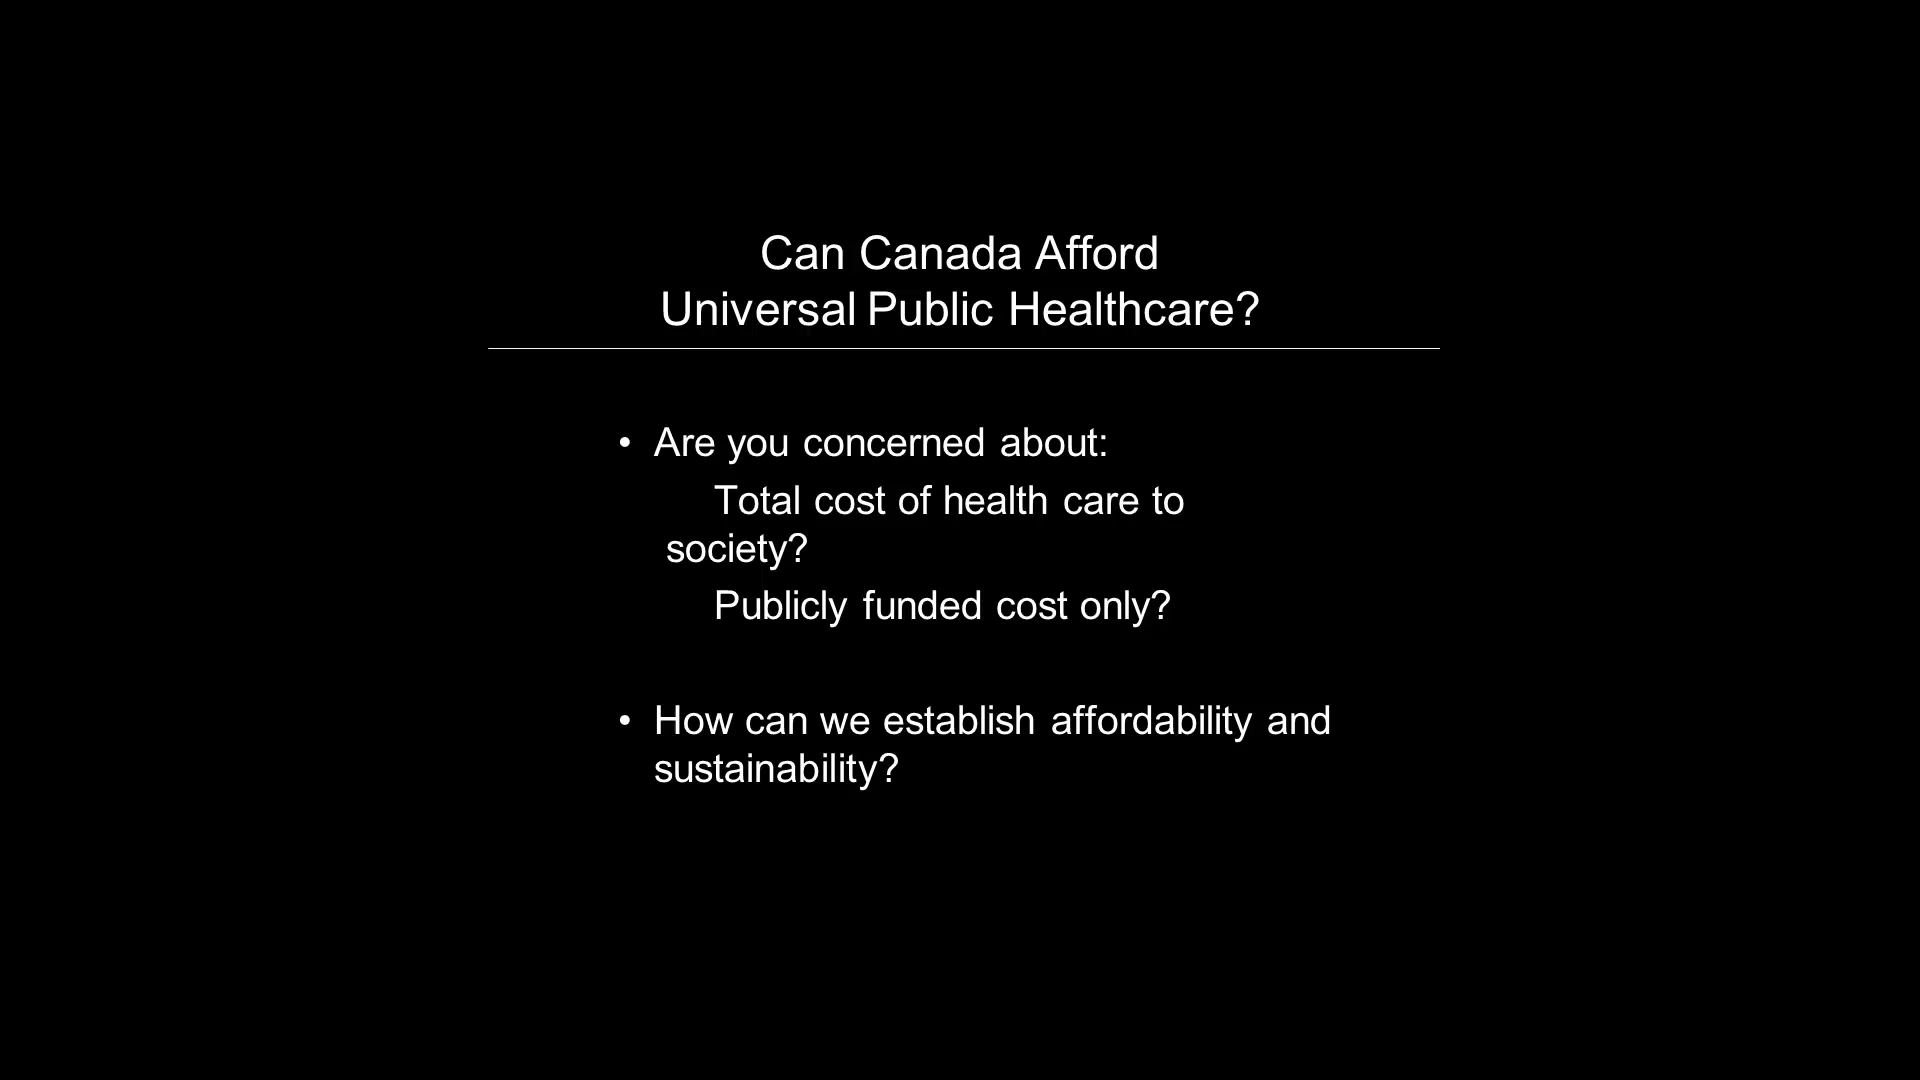 Can Canada Afford
Universal Public Healthcare?
• Are you concerned about:
Total cost of health care to
society?
Publicly funded cost only?
• How can we establish affordability and
sustainability?